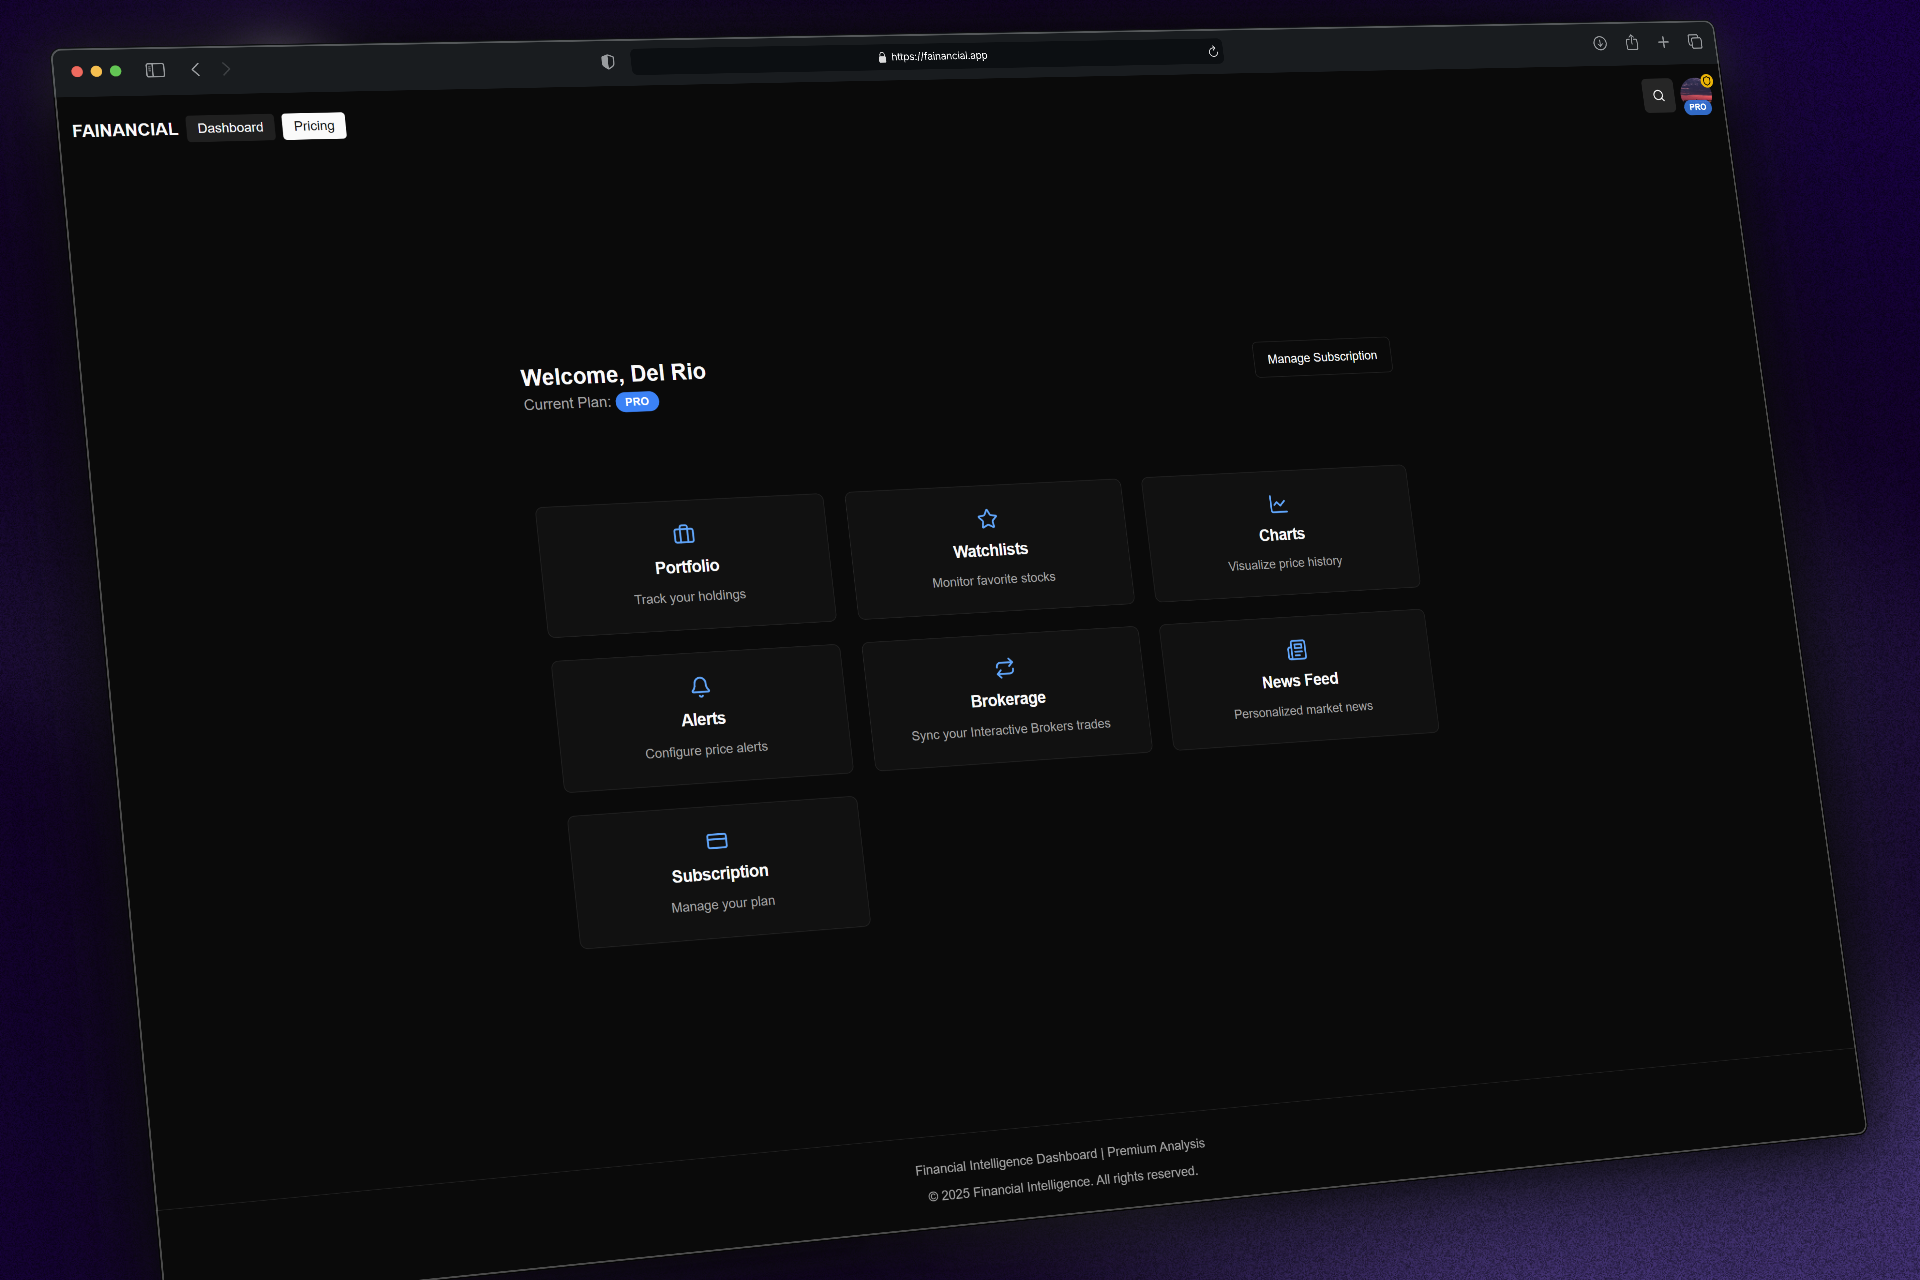 https://fainancial.app
FAINANCIAL
Dashboard
Pricing
PRO
Welcome, Del Rio
Current Plan: PRO
Manage Subscription
Portfolio
Track your holdings
Watchlists
Monitor favorite stocks
Charts
Visualize price history
Alerts
Configure price alerts
Brokerage
Sync your Interactive Brokers trades
News Feed
Personalized market news
Subscription
Manage your plan
Financial Intelligence Dashboard | Premium Analysis
© 2025 Financial Intelligence. All rights reserved.